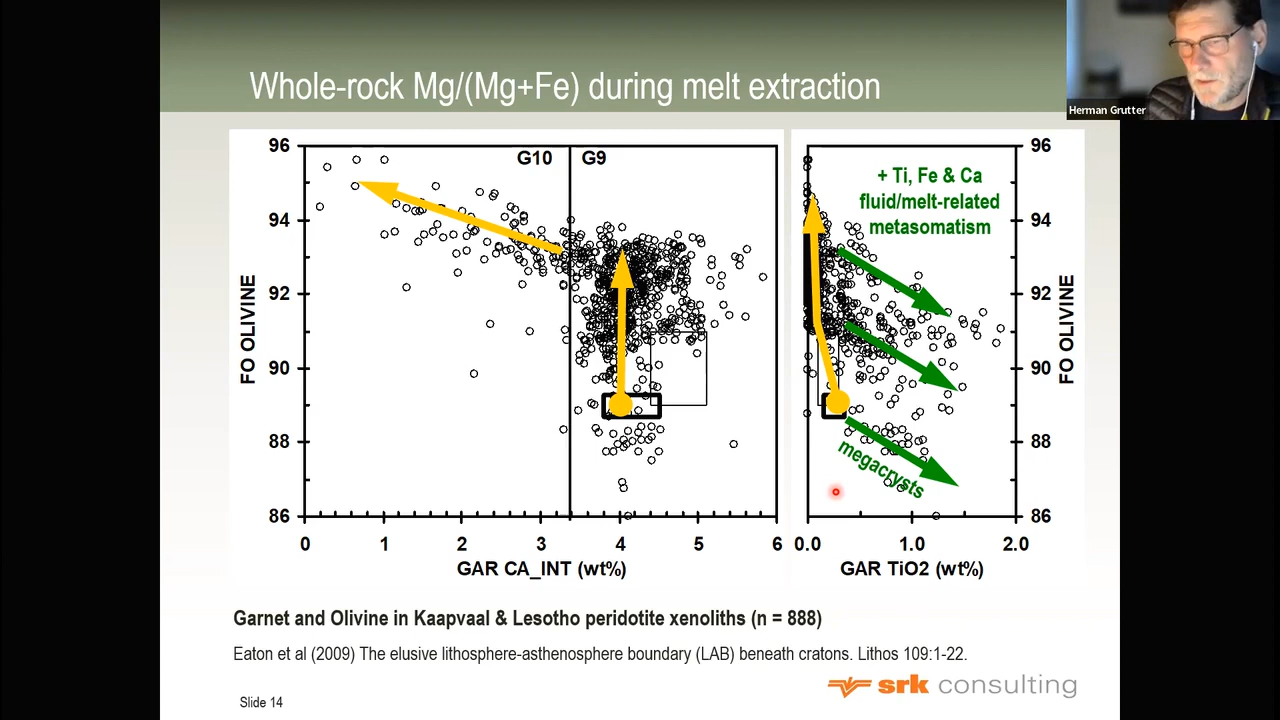 Whole-rock Mg/(Mg+Fe) during melt extraction
Herman Grutter
96
94
92
90
88
86
FO OLIVINE
G10
G9
0
1
2
3
4
5
6
GAR CA_INT (wt%)
+ Ti, Fe & Ca
fluid/melt-related
metasomatism
megacrysts
96
94
92
90
88
86
FO OLIVINE
0.0
1.0
2.0
GAR TiO2 (wt%)
Garnet and Olivine in Kaapvaal & Lesotho peridotite xenoliths (n = 888)
Eaton et al (2009) The elusive lithosphere-asthenosphere boundary (LAB) beneath cratons. Lithos 109:1-22.
srk consulting
Slide 14